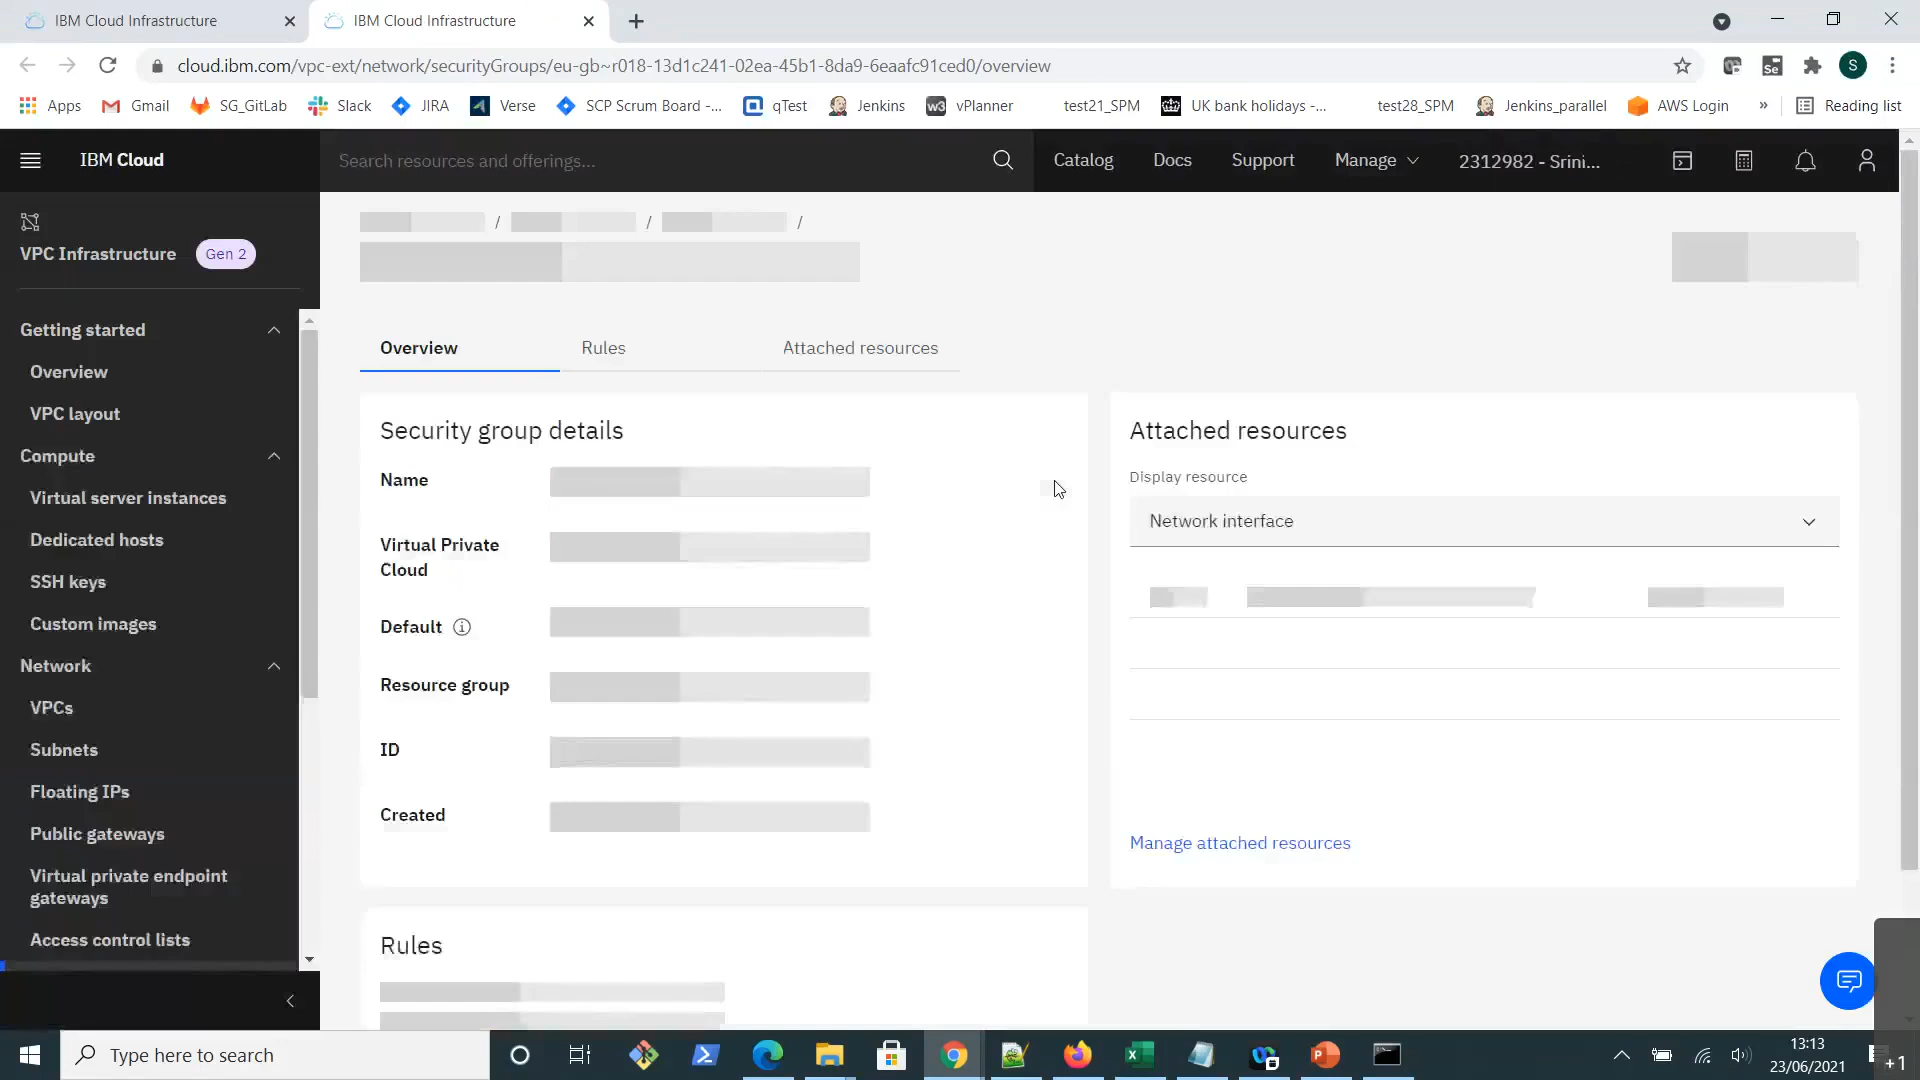 IBM Cloud Infrastructure
IBM Cloud Infrastructure
cloud.ibm.com/vpc-ext/network/securityGroups/eu-gb~r018-13d1c241-02ea-45b1-8da9-6eaafc91ced0/overview
Se
S
Apps
Gmail
SG_GitLab
Slack
JIRA
Verse
SCP Scrum Board -...
qTest
Jenkins
w3
vPlanner
test21_SPM
UK bank holidays -...
test28_SPM
Jenkins_parallel
AWS Login
»
Reading list
IBM Cloud
Search resources and offerings...
Catalog
Docs
Support
Manage
2312982 - Srini...
VPC Infrastructure
Gen 2
Getting started
Overview
VPC layout
Compute
Virtual server instances
Dedicated hosts
SSH keys
Custom images
Network
VPCs
Subnets
Floating IPs
Public gateways
Virtual private endpoint
gateways
Access control lists
/ / /
Overview
Rules
Attached resources
Security group details
Name
Virtual Private
Cloud
Default
Resource group
ID
Created
Attached resources
Display resource
Network interface
Manage attached resources
Rules
Type here to search
13:13
23/06/2021
+1